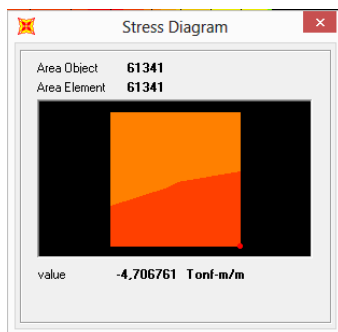 Stress Diagram
Area Object 61341
Area Element 61341
value -4,706761 Tonf-m/m